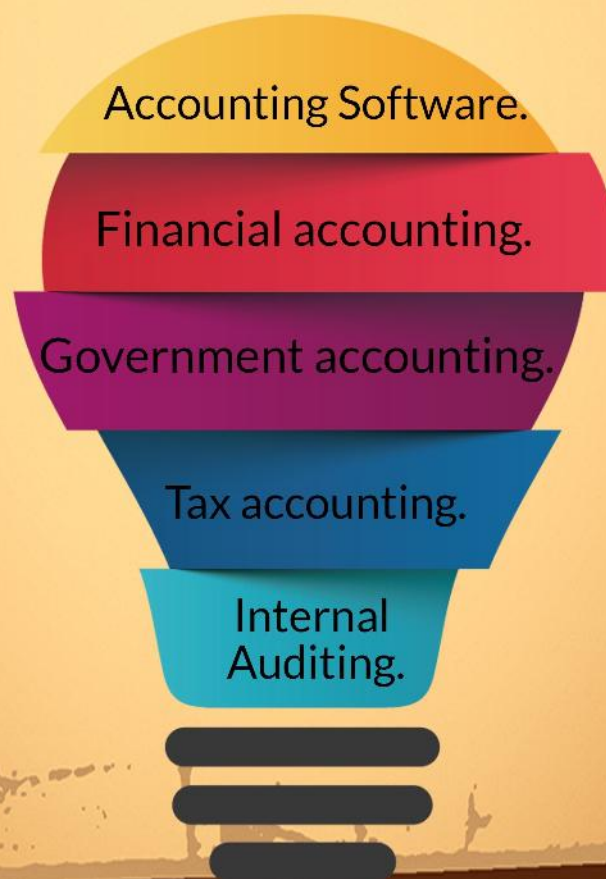 Accounting Software.
Financial accounting.
Government accounting.
Tax accounting.
Internal
Auditing.